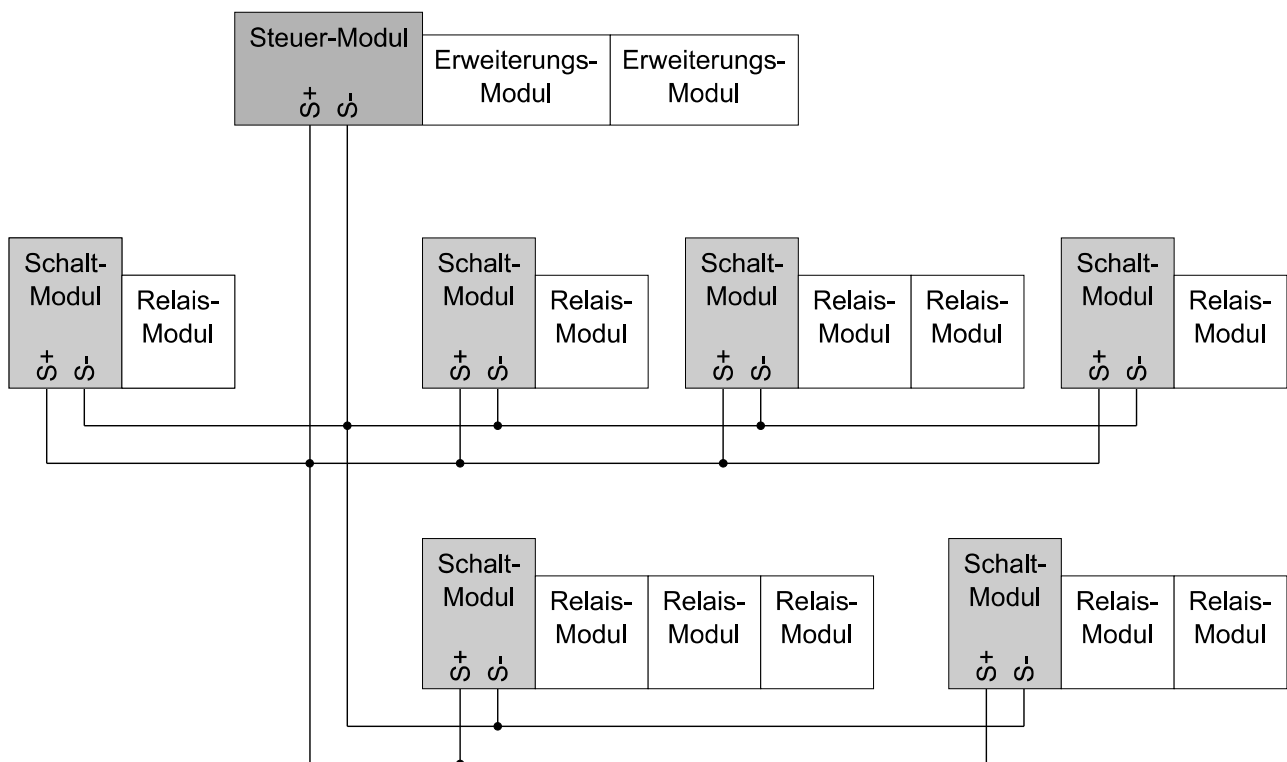 Steuer-Modul
S+ S-
Erweiterungs-
Modul
Erweiterungs-
Modul
Schalt-
Modul
S+ S-
Relais-
Modul
Schalt-
Modul
S+ S-
Relais-
Modul
Schalt-
Modul
S+ S-
Relais-
Modul
Relais-
Modul
Schalt-
Modul
S+ S-
Relais-
Modul
Schalt-
Modul
S+ S-
Relais-
Modul
Relais-
Modul
Relais-
Modul
Schalt-
Modul
S+ S-
Relais-
Modul
Relais-
Modul